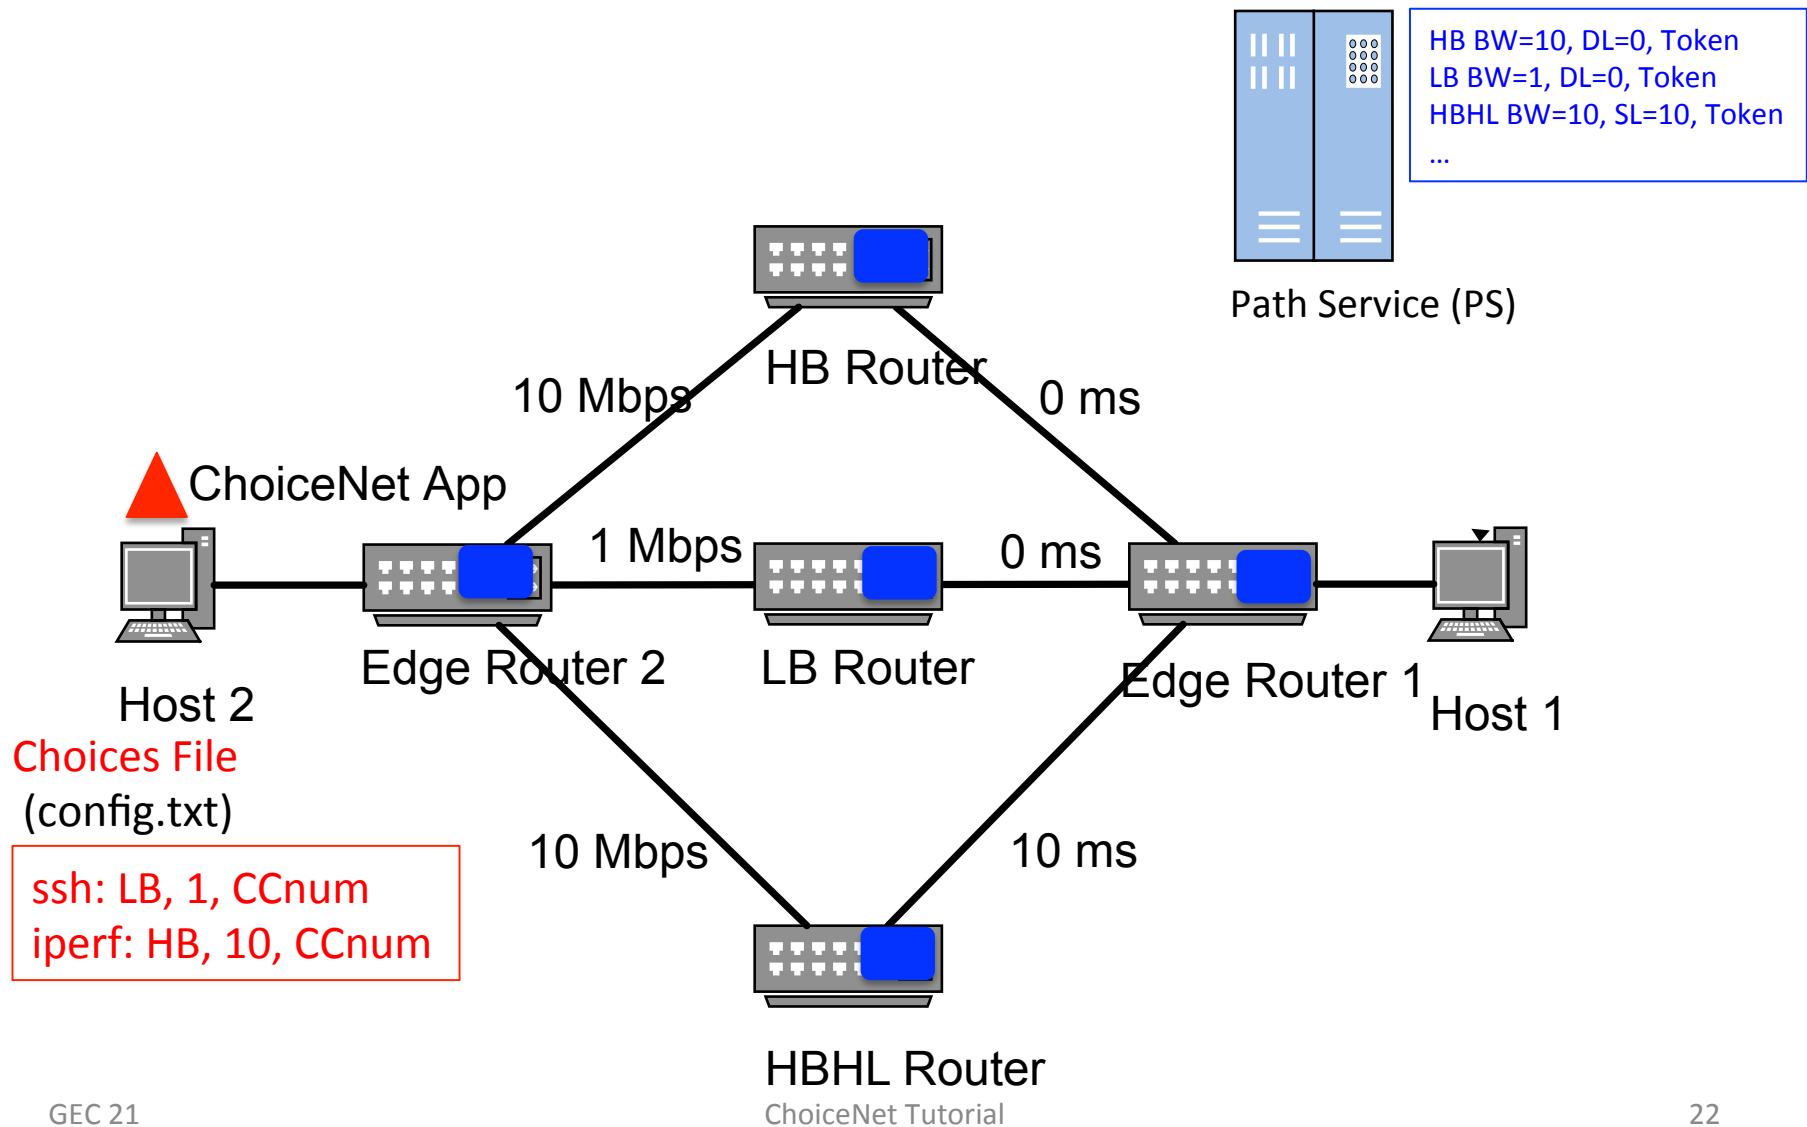 HB BW=10, DL=0, Token
LB BW=1, DL=0, Token
HBHL BW=10, SL=10, Token
...
Path Service (PS)
HB Router
10 Mbps
0 ms
ChoiceNet App
1 Mbps
0 ms
Edge Router 2
LB Router
Edge Router 1
Host 2
Host 1
Choices File
(config.txt)
ssh: LB, 1, CCnum
iperf: HB, 10, CCnum
10 Mbps
10 ms
HBHL Router
GEC 21
ChoiceNet Tutorial
22